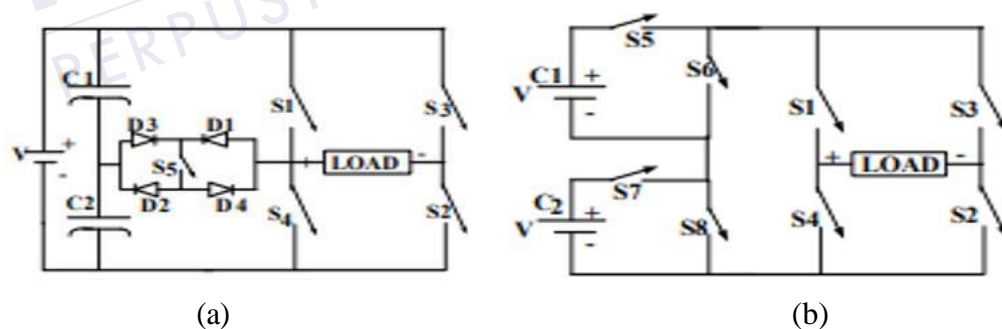 PERPUST
C1
D3
D1
S1
S3
V
+
-
S5
+
LOAD
-
D2
D4
C2
S4
S2
(a)
S5
C1
+
V
-
S6
S1
S3
S7
+
LOAD
-
C2
+
V
-
S8
S4
S2
(b)